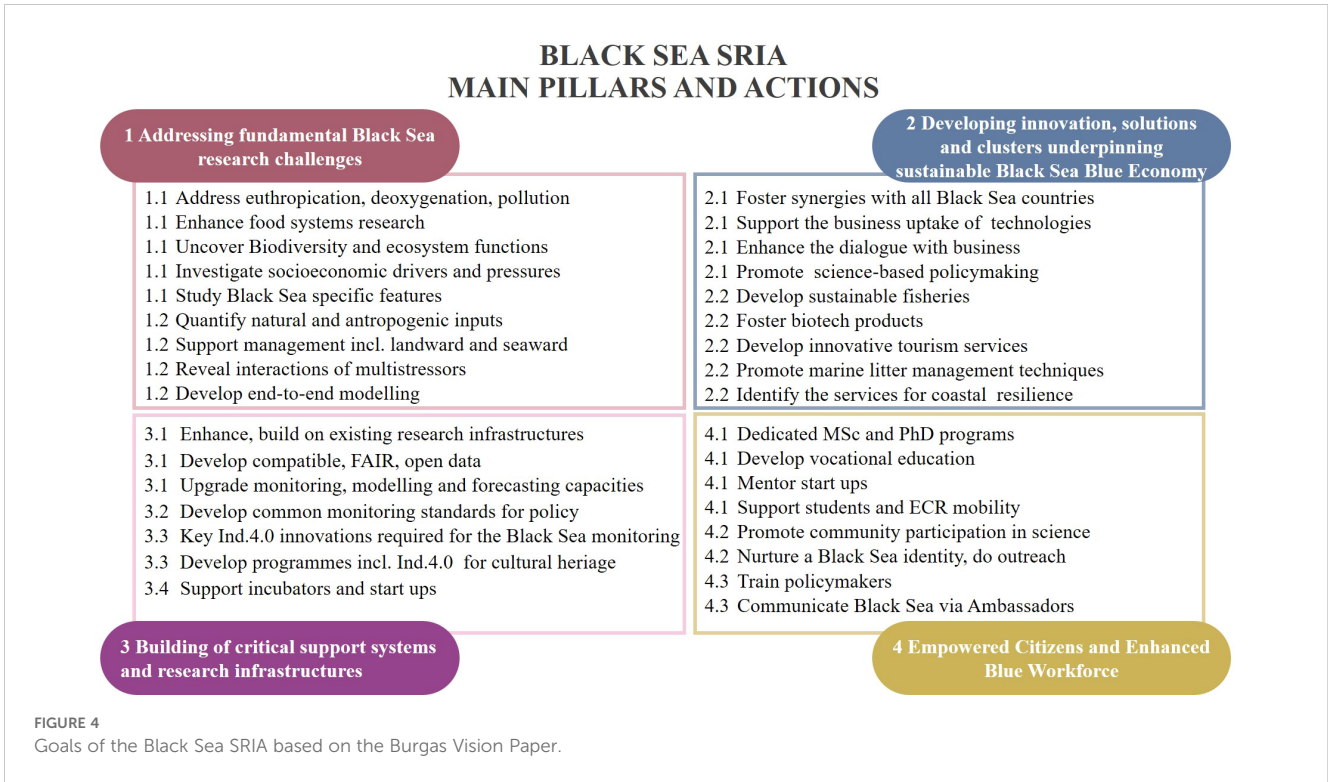 BLACK SEA SRIA
MAIN PILLARS AND ACTIONS
1 Addressing fundamental Black Sea
research challenges
1.1 Address euthropication, deoxygenation, pollution
1.1 Enhance food systems research
1.1 Uncover Biodiversity and ecosystem functions
1.1 Investigate socioeconomic drivers and pressures
1.1 Study Black Sea specific features
1.2 Quantify natural and antropogenic inputs
1.2 Support management incl. landward and seaward
1.2 Reveal interactions of multistressors
1.2 Develop end-to-end modelling
2 Developing innovation, solutions
and clusters underpinning
sustainable Black Sea Blue Economy
2.1 Foster synergies with all Black Sea countries
2.1 Support the business uptake of technologies
2.1 Enhance the dialogue with business
2.1 Promote science-based policymaking
2.2 Develop sustainable fisheries
2.2 Foster biotech products
2.2 Develop innovative tourism services
2.2 Promote marine litter management techniques
2.2 Identify the services for coastal resilience
3.1 Enhance, build on existing research infrastructures
3.1 Develop compatible, FAIR, open data
3.1 Upgrade monitoring, modelling and forecasting capacities
3.2 Develop common monitoring standards for policy
3.3 Key Ind.4.0 innovations required for the Black Sea monitoring
3.3 Develop programmes incl. Ind.4.0 for cultural heriage
3.4 Support incubators and start ups
3 Building of critical support systems
and research infrastructures
4.1 Dedicated MSc and PhD programs
4.1 Develop vocational education
4.1 Mentor start ups
4.1 Support students and ECR mobility
4.2 Promote community participation in science
4.2 Nurture a Black Sea identity, do outreach
4.3 Train policymakers
4.3 Communicate Black Sea via Ambassadors
4 Empowered Citizens and Enhanced
Blue Workforce
FIGURE 4
Goals of the Black Sea SRIA based on the Burgas Vision Paper.